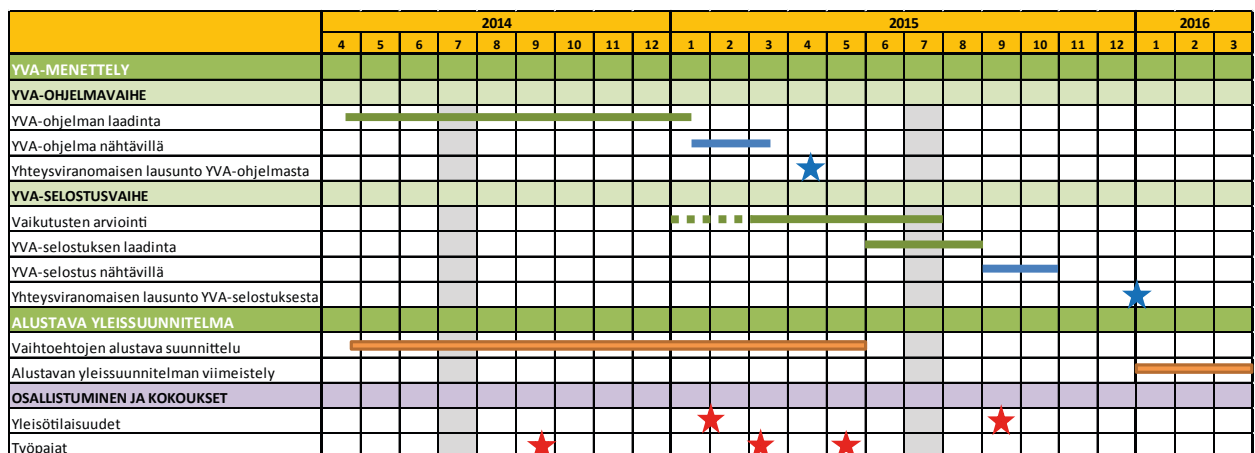 2014 2015 2016
4 5 6 7 8 9 10 11 12 1 2 3 4 5 6 7 8 9 10 11 12 1 2 3
YVA-MENETTELY
YVA-OHJELMAVAIHE
YVA-ohjelman laadinta
YVA-ohjelma nähtävillä
Yhteysviranomaisen lausunto YVA-ohjelmasta
YVA-SELOSTUSVAIHE
Vaikutusten arviointi
YVA-selostuksen laadinta
YVA-selostus nähtävillä
Yhteysviranomaisen lausunto YVA-selostuksesta
ALUSTAVA YLEISSUUNNITELMA
Vaihtoehtojen alustava suunnittelu
Alustavan yleissuunnitelman viimeistely
OSALLISTUMINEN JA KOKOUKSET
Yleisötilaisuudet
Työpajat